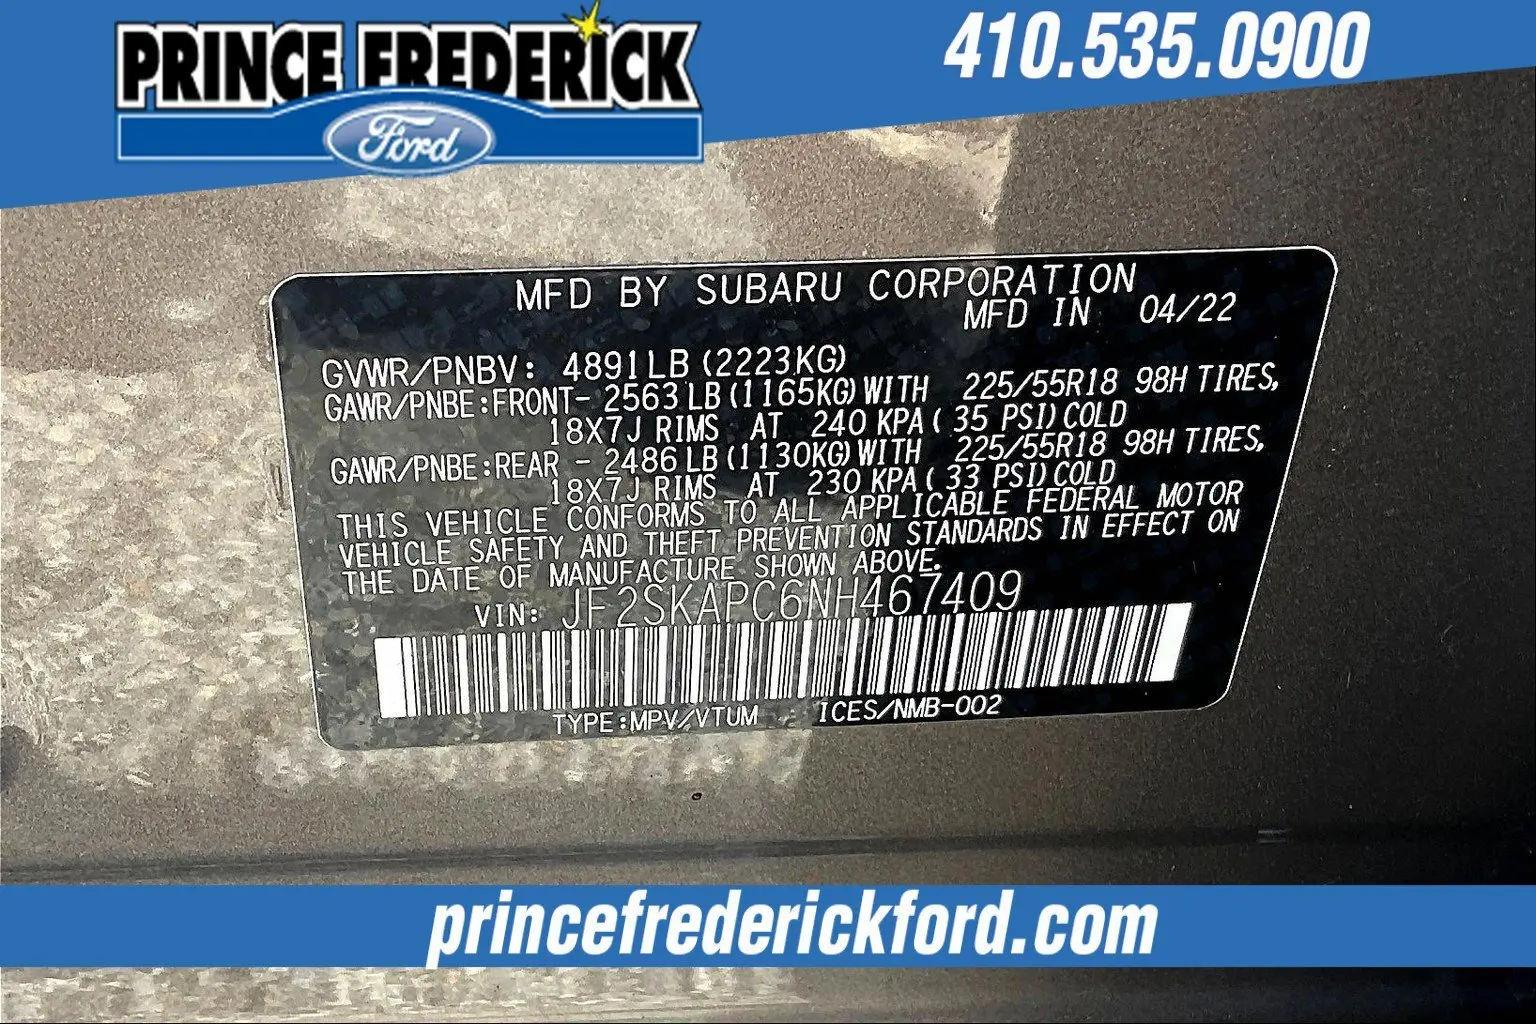 PRINCE FREDERICK
Ford
410.535.0900
MFD BY SUBARU CORPORATION
MFD IN 04/22
GVWR/PNBV: 4891LB (2223KG)
GAWR/PNBE:FRONT- 2563LB (1165KG) WITH 225/55R18 98H TIRES,
18X7J RIMS AT 240 KPA ( 35 PSI) COLD
GAWR/PNBE:REAR - 2486LB (1130KG) WITH 225/55R18 98H TIRES,
18X7J RIMS AT 230 KPA ( 33 PSI) COLD
THIS VEHICLE CONFORMS TO ALL APPLICABLE FEDERAL MOTOR
VEHICLE SAFETY AND THEFT PREVENTION STANDARDS IN EFFECT ON
THE DATE OF MANUFACTURE SHOWN ABOVE.
VIN: JF2SKAPC6NH467409
TYPE:MPV/VTUM ICES/NMB-002
princefrederickford.com